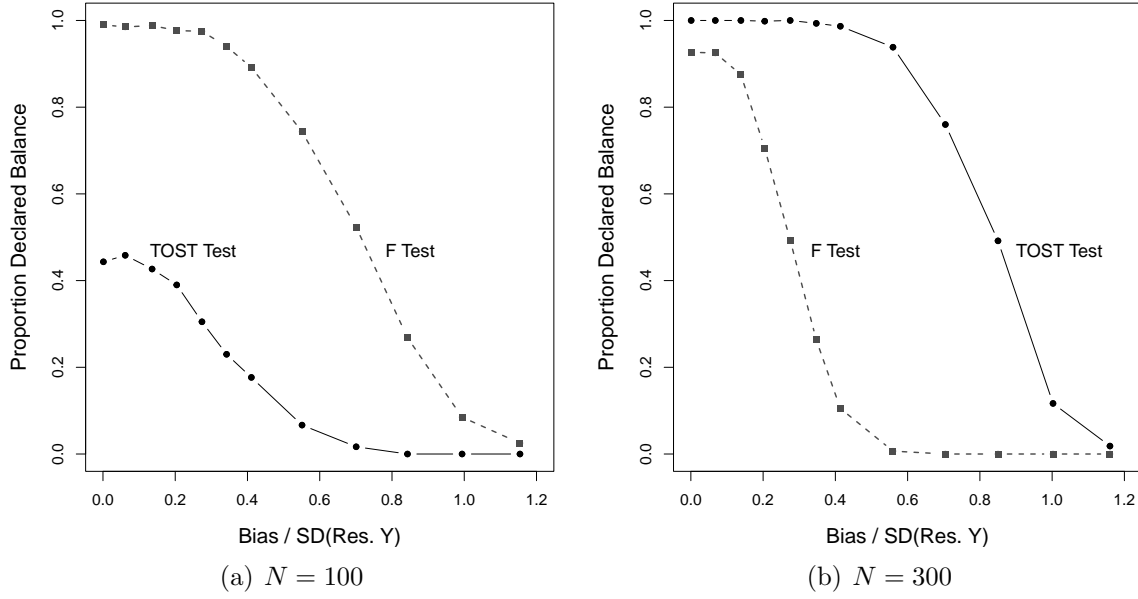 Proportion Declared Balance
1.0
0.8
0.6
0.4
0.2
0.0
TOST Test
F Test
0.0 0.2 0.4 0.6 0.8 1.0 1.2
Bias / SD(Res. Y)
(a) N = 100
Proportion Declared Balance
1.0
0.8
0.6
0.4
0.2
0.0
F Test
TOST Test
0.0 0.2 0.4 0.6 0.8 1.0 1.2
Bias / SD(Res. Y)
(b) N = 300